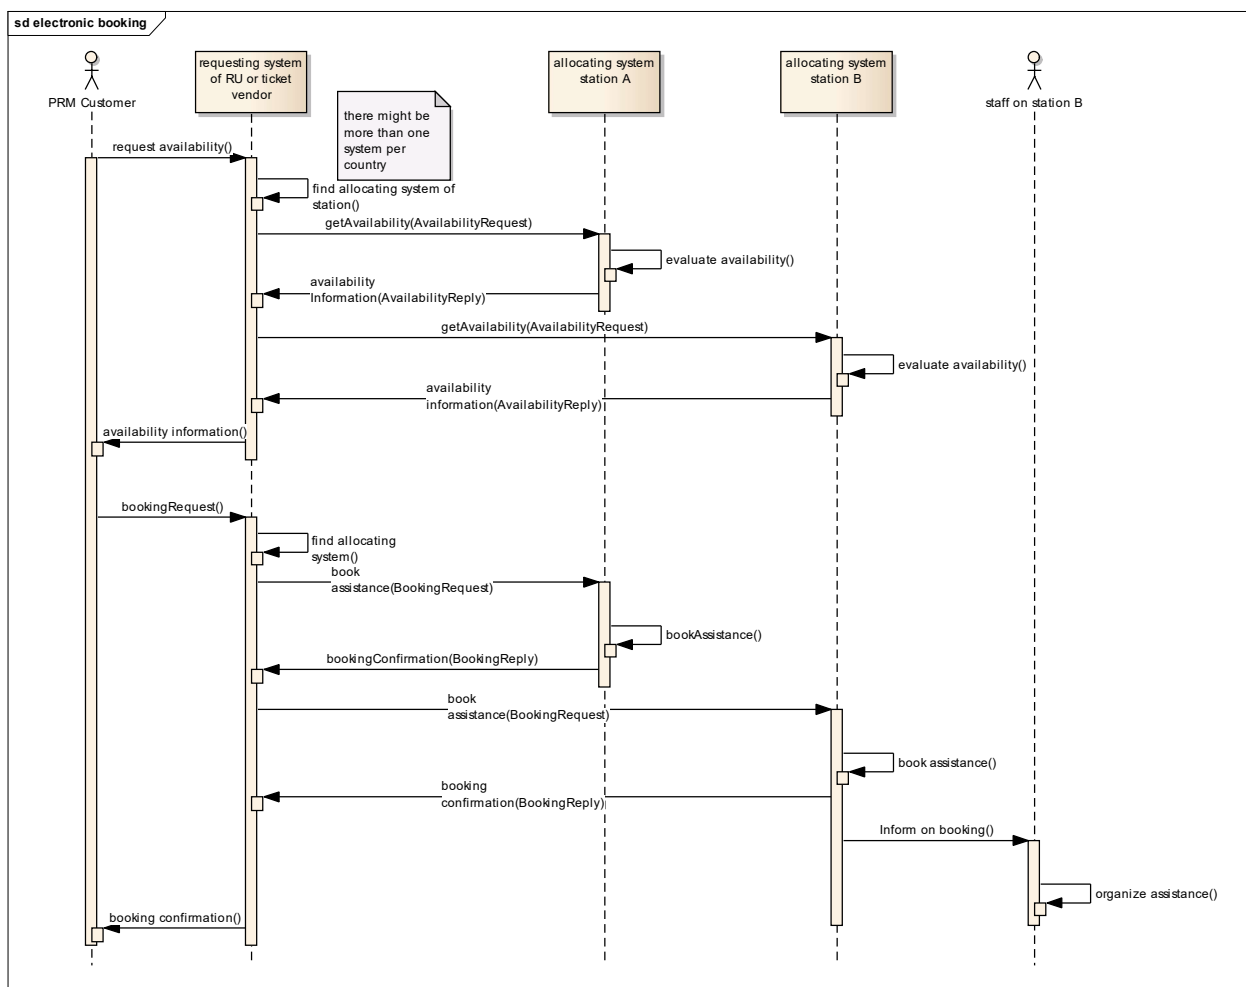 sd electronic booking
PRM Customer
requesting system
of RU or ticket
vendor
allocating system
station A
allocating system
station B
staff on station B
there might be
more than one
system per
country
request availability()
find allocating system of
station()
getAvailability(AvailabilityRequest)
evaluate availability()
availability
Information(AvailabilityReply)
getAvailability(AvailabilityRequest)
evaluate availability()
availability
information(AvailabilityReply)
availability information()
bookingRequest()
find allocating
system()
book
assistance(BookingRequest)
bookAssistance()
bookingConfirmation(BookingReply)
book
assistance(BookingRequest)
book assistance()
booking
confirmation(BookingReply)
Inform on booking()
organize assistance()
booking confirmation()